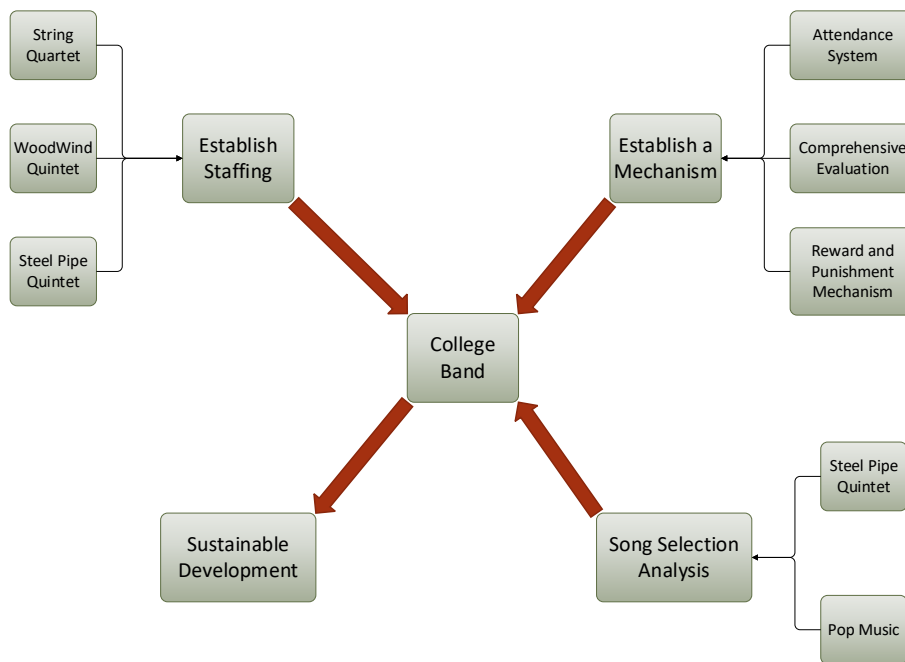 String
Quartet
WoodWind
Quintet
Steel Pipe
Quintet
Establish
Staffing
Attendance
System
Comprehensive
Evaluation
Reward and
Punishment
Mechanism
Establish a
Mechanism
College
Band
Sustainable
Development
Song Selection
Analysis
Steel Pipe
Quintet
Pop Music